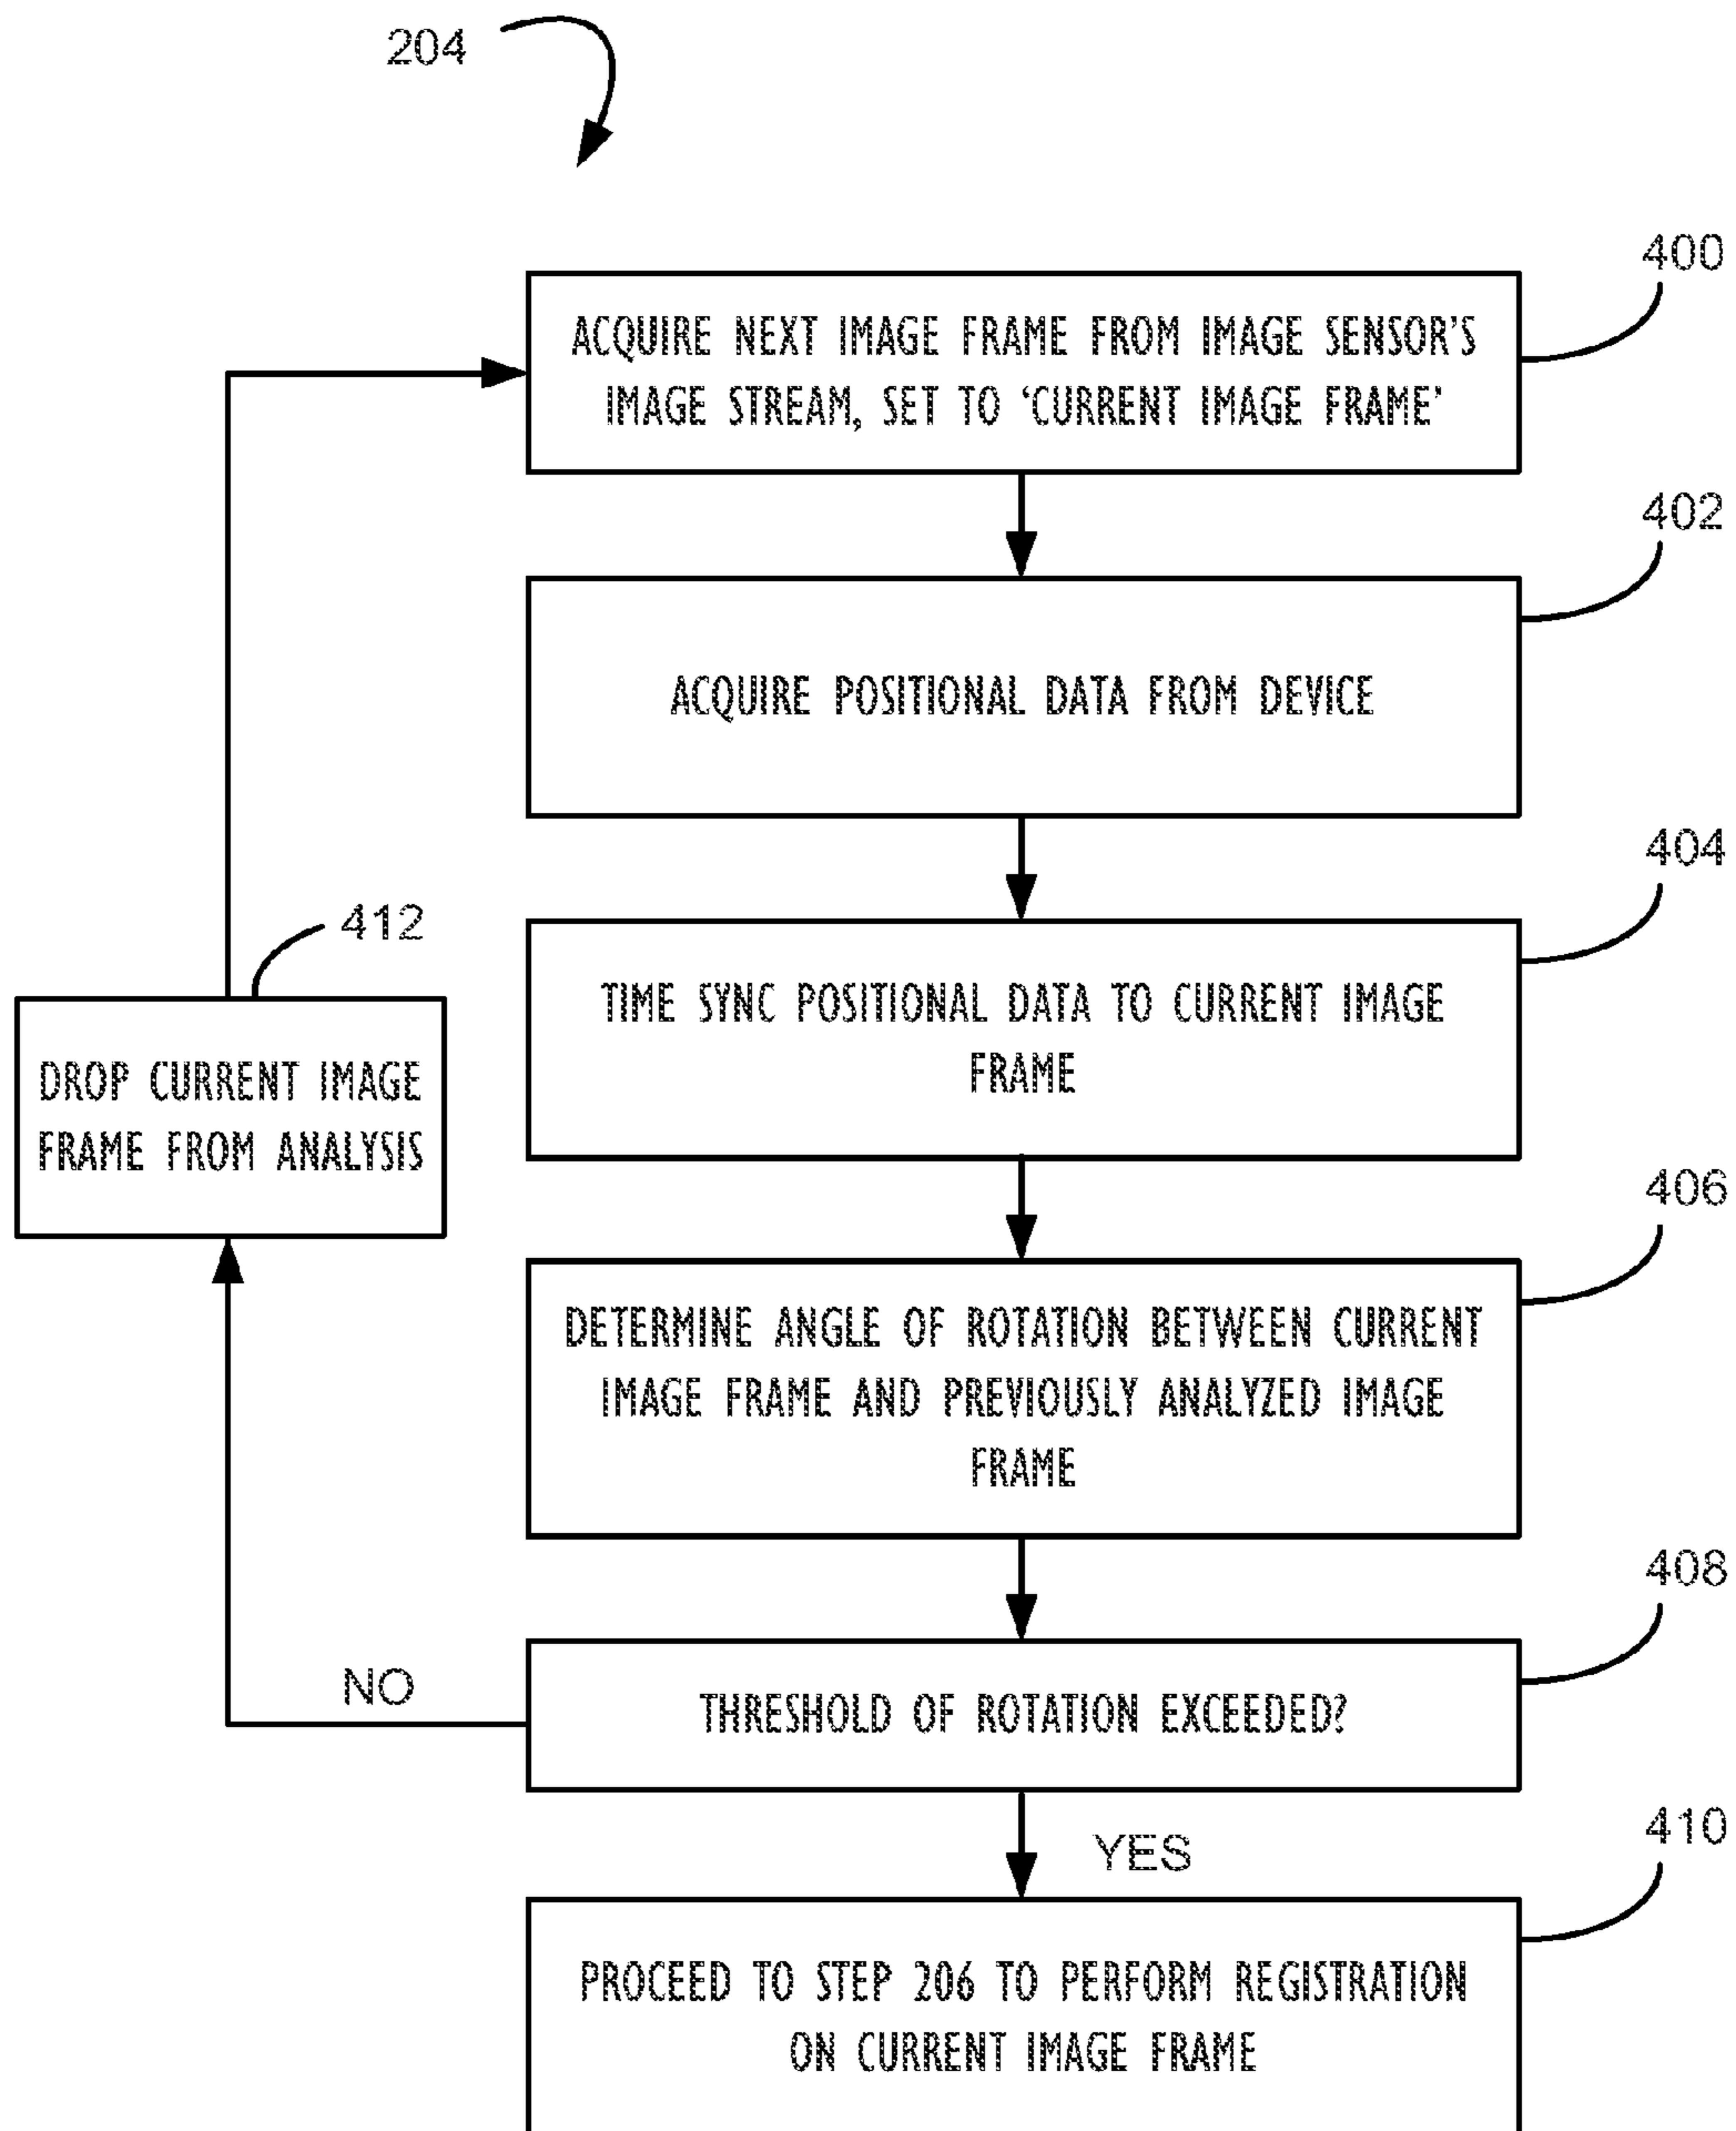 204
400
ACQUIRE NEXT IMAGE FRAME FROM IMAGE SENSOR'S
IMAGE STREAM, SET TO ‘CURRENT IMAGE FRAME’
402
ACQUIRE POSITIONAL DATA FROM DEVICE
404
TIME SYNC POSITIONAL DATA TO CURRENT IMAGE
FRAME
412
DROP CURRENT IMAGE
FRAME FROM ANALYSIS
406
DETERMINE ANGLE OF ROTATION BETWEEN CURRENT
IMAGE FRAME AND PREVIOUSLY ANALYZED IMAGE
FRAME
408
THRESHOLD OF ROTATION EXCEEDED?
NO
YES
410
PROCEED TO STEP 206 TO PERFORM REGISTRATION
ON CURRENT IMAGE FRAME